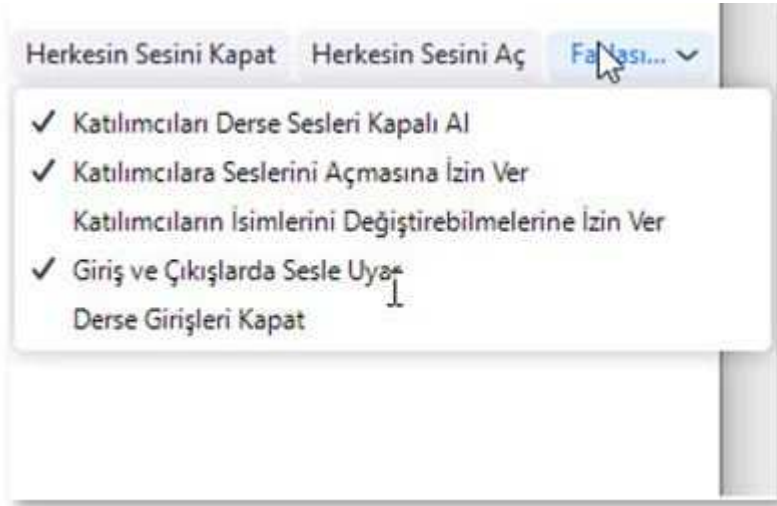 Herkesin Sesini Kapat Herkesin Sesini Aç
Katılımcıları Derse Sesleri Kapalı Al
Katılımcılara Seslerini Açmasına İzin Ver
Katılımcıların İsimlerini Değiştirebilmelerine İzin Ver
Giriş ve Çıkışlarda Sesle Uyar
Derse Girişleri Kapat